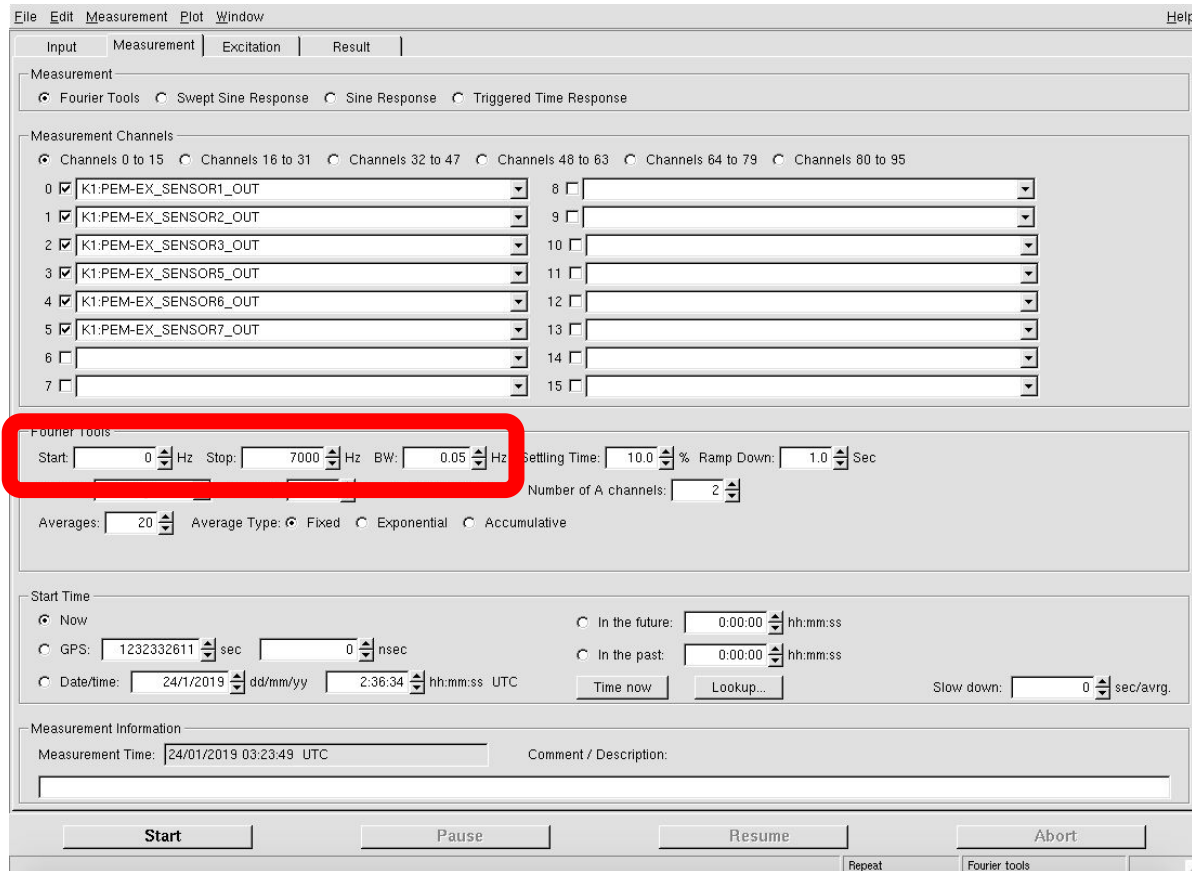 File Edit Measurement Plot Window Help
Input Measurement Excitation Result
Measurement
Fourier Tools Swept Sine Response Sine Response Triggered Time Response
Measurement Channels
Channels 0 to 15 Channels 16 to 31 Channels 32 to 47 Channels 48 to 63 Channels 64 to 79 Channels 80 to 95
0 K1:PEM-EX_SENSOR1_OUT 8
1 K1:PEM-EX_SENSOR2_OUT 9
2 K1:PEM-EX_SENSOR3_OUT 10
3 K1:PEM-EX_SENSOR5_OUT 11
4 K1:PEM-EX_SENSOR6_OUT 12
5 K1:PEM-EX_SENSOR7_OUT 13
6 14
7 15
Fourier Tools
Start: 0 Hz Stop: 7000 Hz BW: 0.05 Hz Settling Time: 10.0 % Ramp Down: 1.0 Sec
Number of A channels: 2
Averages: 20 Average Type: Fixed Exponential Accumulative
Start Time
Now In the future: 0:00:00 hh:mm:ss
GPS: 1232332611 sec 0 nsec In the past: 0:00:00 hh:mm:ss
Date/time: 24/1/2019 dd/mm/yy 2:36:34 hh:mm:ss UTC Time now Lookup... Slow down: 0 sec/avrg.
Measurement Information
Measurement Time: 24/01/2019 03:23:49 UTC Comment / Description:
Start Pause Resume Abort
Repeat Fourier tools